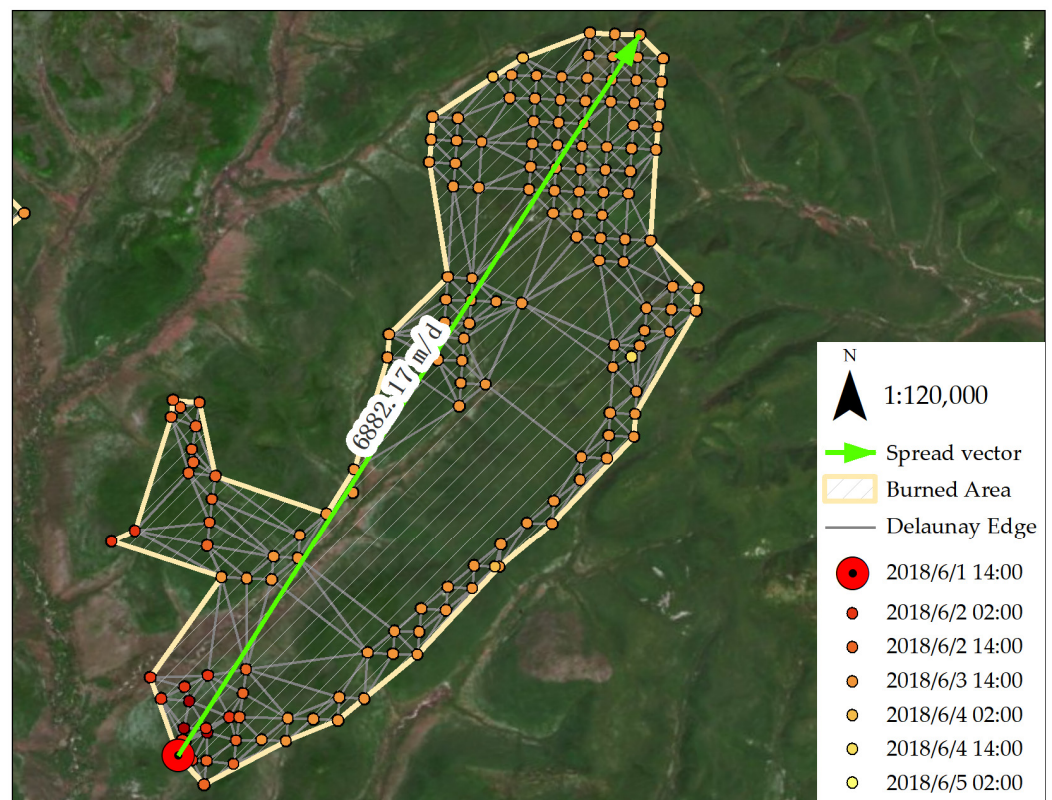 6882.17 m/d
N
1:120,000
Spread vector
Burned Area
Delaunay Edge
2018/6/1 14:00
2018/6/2 02:00
2018/6/2 14:00
2018/6/3 14:00
2018/6/4 02:00
2018/6/4 14:00
2018/6/5 02:00